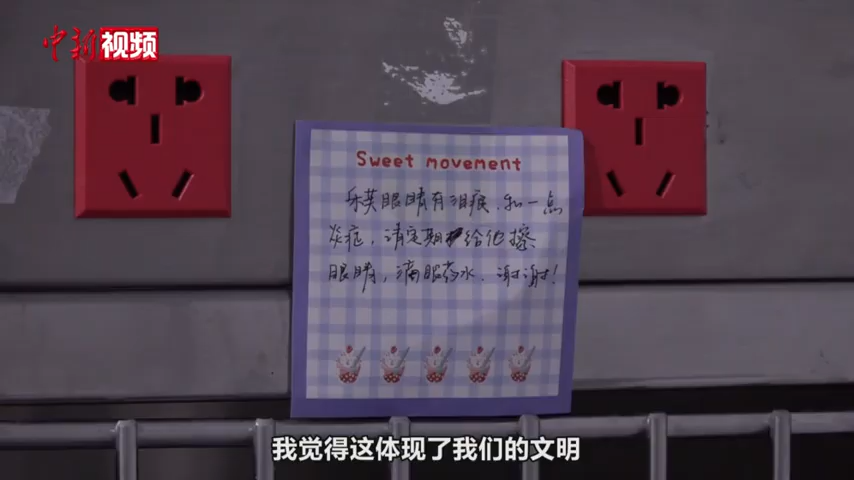 中新视频
Sweet movement
乐芙眼睛有泪痕、和一点
炎症，请定期给他擦
眼睛，滴眼药水，谢谢！
我觉得这体现了我们的文明